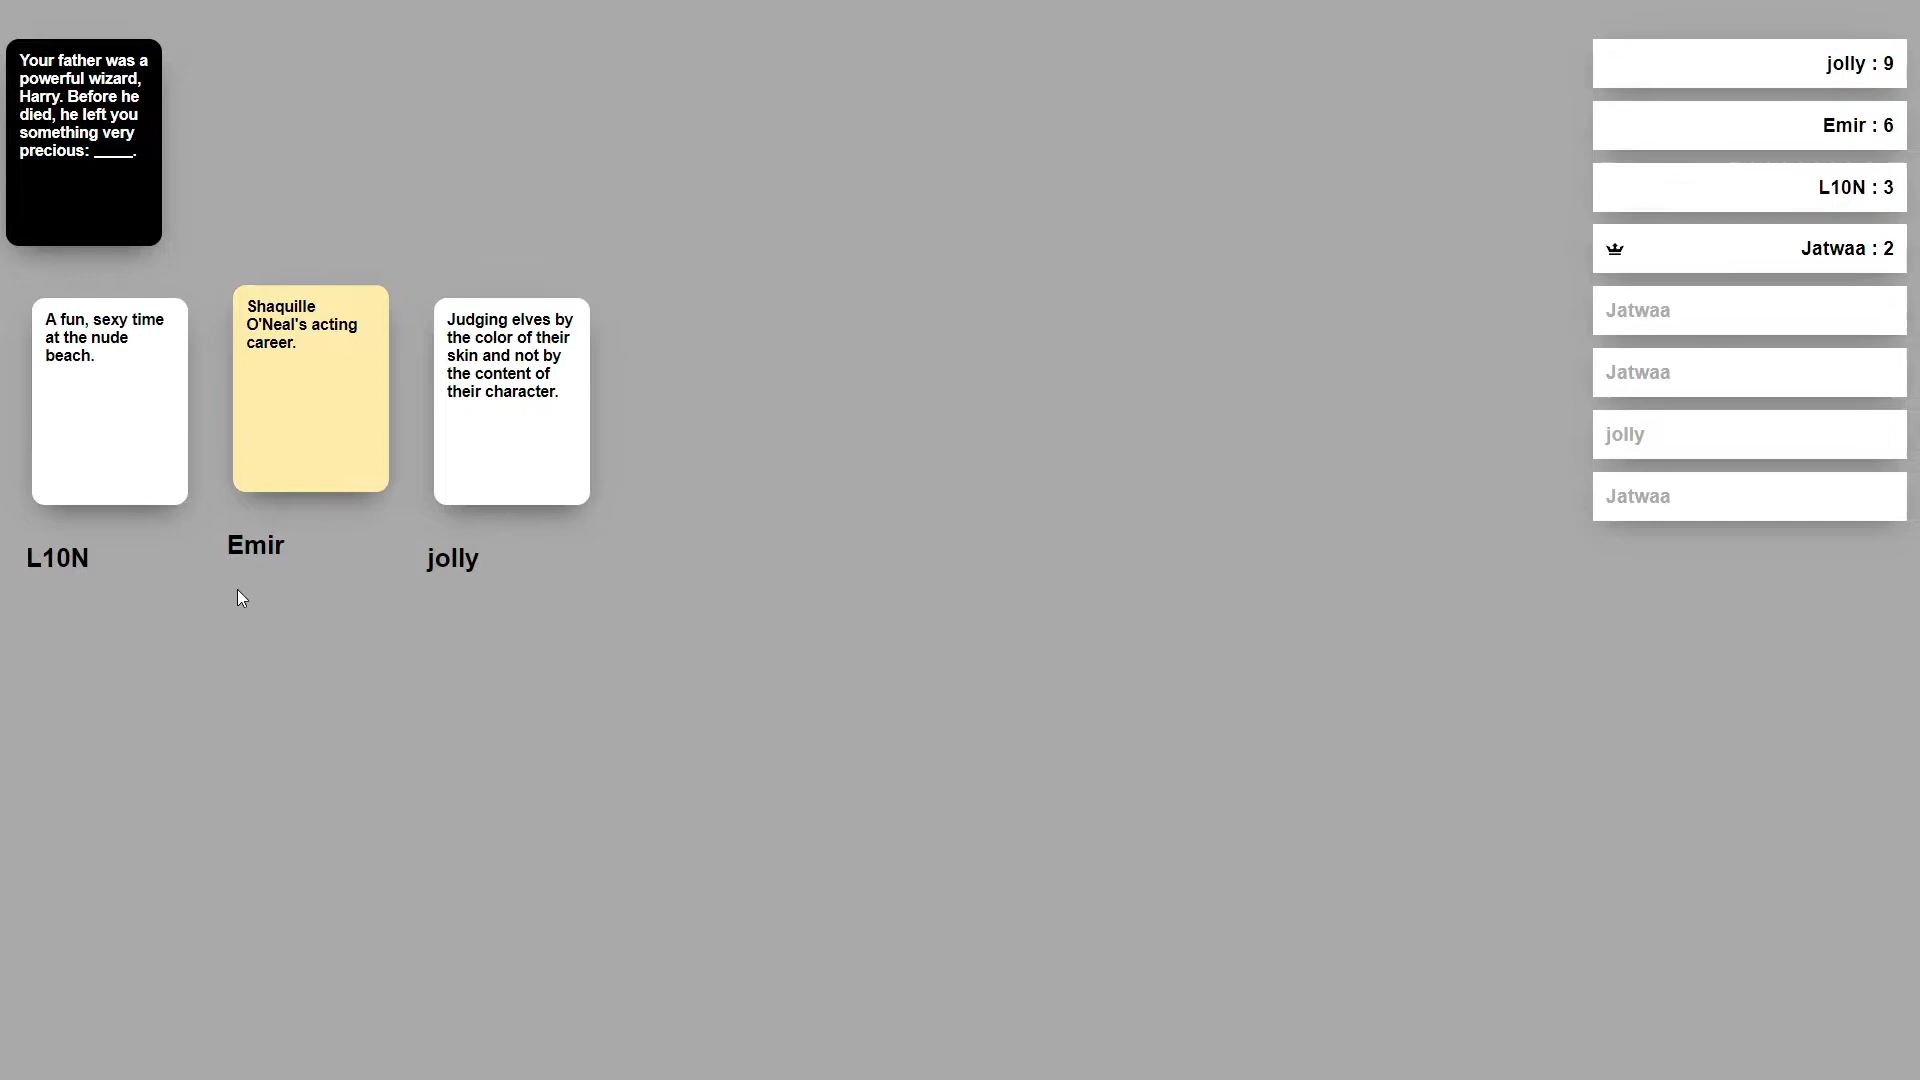 Your father was a
powerful wizard,
Harry. Before he
died, he left you
something very
precious: _____.
A fun, sexy time
at the nude
beach.
L10N
Shaquille
O'Neal's acting
career.
Emir
Judging elves by
the color of their
skin and not by
the content of
their character.
jolly
jolly : 9
Emir : 6
L10N : 3
Jatwaa : 2
Jatwaa
Jatwaa
jolly
Jatwaa